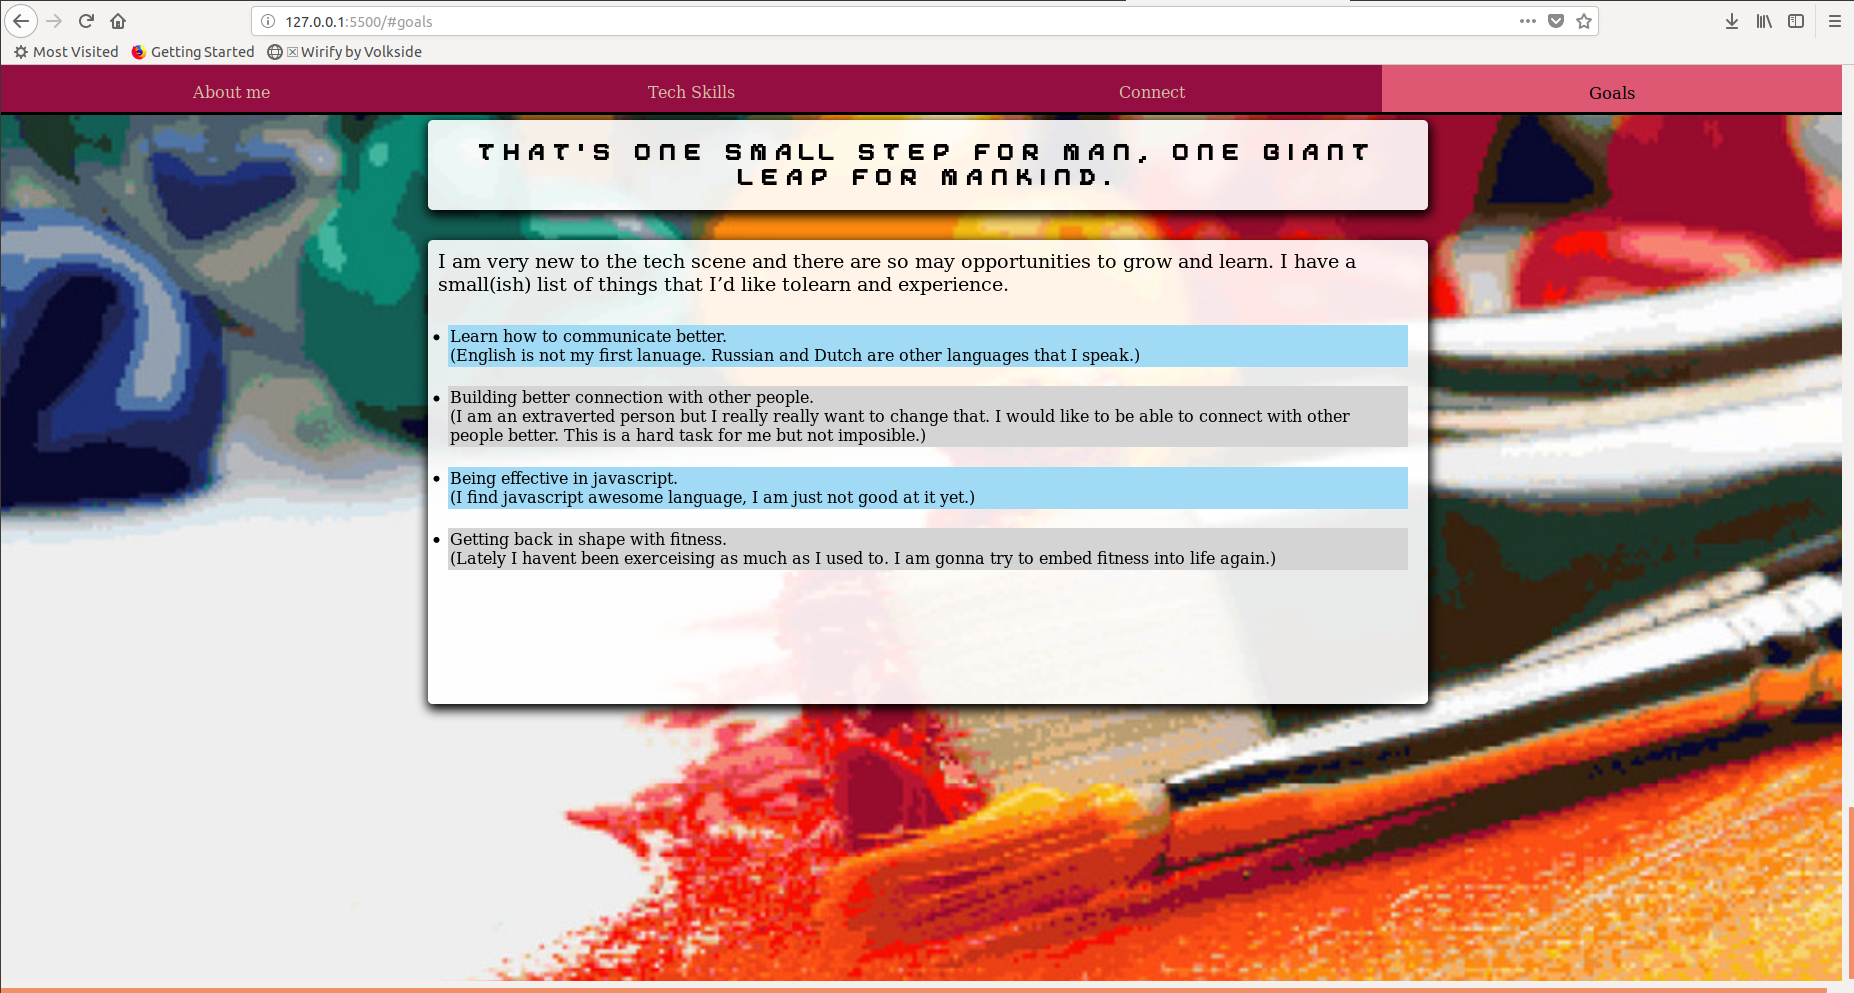 127.0.0.1:5500/#goals
Most Visited Getting Started Wirify by Volkside
About me Tech Skills Connect Goals
THAT'S ONE SMALL STEP FOR MAN, ONE GIANT
LEAP FOR MANKIND.
I am very new to the tech scene and there are so may opportunities to grow and learn. I have a
small(ish) list of things that I’d like tolearn and experience.
Learn how to communicate better.
(English is not my first lanuage. Russian and Dutch are other languages that I speak.)
Building better connection with other people.
(I am an extraverted person but I really really want to change that. I would like to be able to connect with other
people better. This is a hard task for me but not imposible.)
Being effective in javascript.
(I find javascript awesome language, I am just not good at it yet.)
Getting back in shape with fitness.
(Lately I havent been exerceising as much as I used to. I am gonna try to embed fitness into life again.)